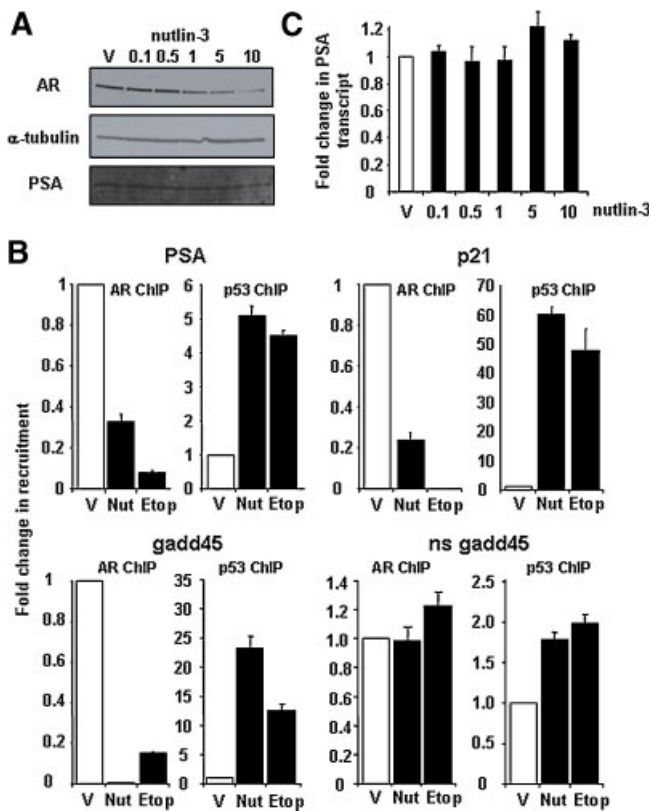 A
nutlin-3
V 0.1 0.5 1 5 10
AR
α-tubulin
PSA
C
Fold change in PSA
transcript
1.2
1
0.8
0.6
0.4
0.2
0
V 0.1 0.5 1 5 10 nutlin-3
B
Fold change in recruitment
PSA
AR ChIP
1
0.8
0.6
0.4
0.2
0
V Nut Etop
p53 ChIP
6
5
4
3
2
1
0
V Nut Etop
p21
AR ChIP
1
0.8
0.6
0.4
0.2
0
V Nut Etop
p53 ChIP
70
60
50
40
30
20
10
0
V Nut Etop
gadd45
AR ChIP
1
0.8
0.6
0.4
0.2
0
V Nut Etop
p53 ChIP
35
30
25
20
15
10
5
0
V Nut Etop
ns gadd45
AR ChIP
1.4
1.2
1.0
0.8
0.6
0.4
0.2
0
V Nut Etop
p53 ChIP
2.5
2.0
1.5
1.0
0.5
0.0
V Nut Etop